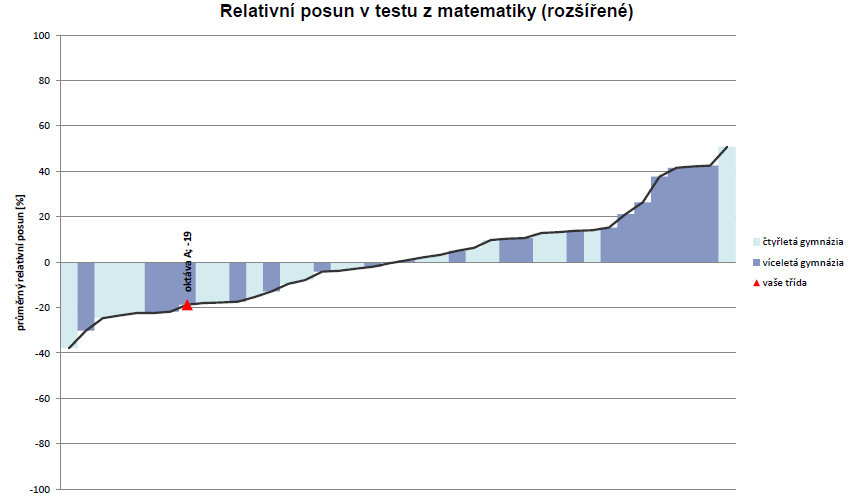 Relativní posun v testu z matematiky (rozšířené)
100
80
60
40
20
0
-20
-40
-60
-80
-100
průměrný relativní posun [%]
oktáva A; -19
čtyřletá gymnázia
víceletá gymnázia
vaše třída